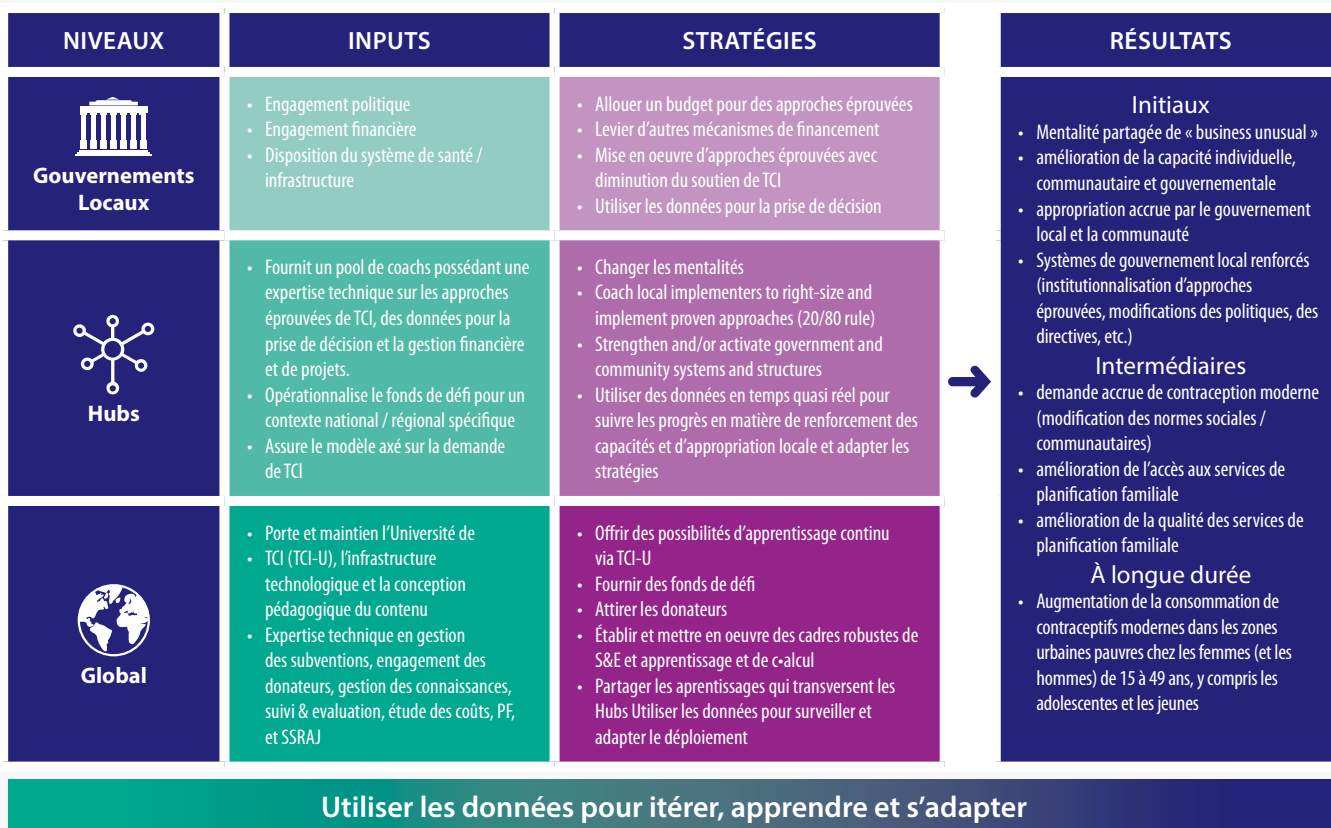 NIVEAUX
INPUTS
STRATÉGIES
RÉSULTATS
Gouvernements
Locaux
• Engagement politique
• Engagement financière
• Disposition du système de santé /
infrastructure
• Allouer un budget pour des approches éprouvées
• Levier d'autres mécanismes de financement
• Mise en oeuvre d'approches éprouvées avec
diminution du soutien de TCI
• Utiliser les données pour la prise de décision
Hubs
• Fournit un pool de coachs possédant une
expertise technique sur les approches
éprouvées de TCI, des données pour la
prise de décision et la gestion financière
et de projets.
• Opérationnalise le fonds de défi pour un
contexte national / régional spécifique
• Assure le modèle axé sur la demande
de TCI
• Changer les mentalités
• Coach local implementers to right-size and
implement proven approaches (20/80 rule)
• Strengthen and/or activate government and
community systems and structures
• Utiliser des données en temps quasi réel pour
suivre les progrès en matière de renforcement des
capacités et d'appropriation locale et adapter les
stratégies
Global
• Porte et maintien l'Université de
• TCI (TCI-U), l'infrastructure
technologique et la conception
pédagogique du contenu
• Expertise technique en gestion
des subventions, engagement des
donateurs, gestion des connaissances,
suivi & evaluation, étude des coûts, PF,
et SSRAJ
• Offrir des possibilités d'apprentissage continu
via TCI-U
• Fournir des fonds de défi
• Attirer les donateurs
• Établir et mettre en oeuvre des cadres robustes de
S&E et apprentissage et de c•alcul
• Partager les aprentissages qui transversent les
Hubs Utiliser les données pour surveiller et
adapter le déploiement
Initiaux
• Mentalité partagée de « business unusual »
• amélioration de la capacité individuelle,
communautaire et gouvernementale
• appropriation accrue par le gouvernement
local et la communauté
• Systèmes de gouvernement local renforcés
(institutionnalisation d'approches
éprouvées, modifications des politiques, des
directives, etc.)
Intermédiaires
• demande accrue de contraception moderne
(modification des normes sociales /
communautaires)
• amélioration de l'accès aux services de
planification familiale
• amélioration de la qualité des services de
planification familiale
À longue durée
• Augmentation de la consommation de
contraceptifs modernes dans les zones
urbaines pauvres chez les femmes (et les
hommes) de 15 à 49 ans, y compris les
adolescentes et les jeunes
Utiliser les données pour itérer, apprendre et s'adapter